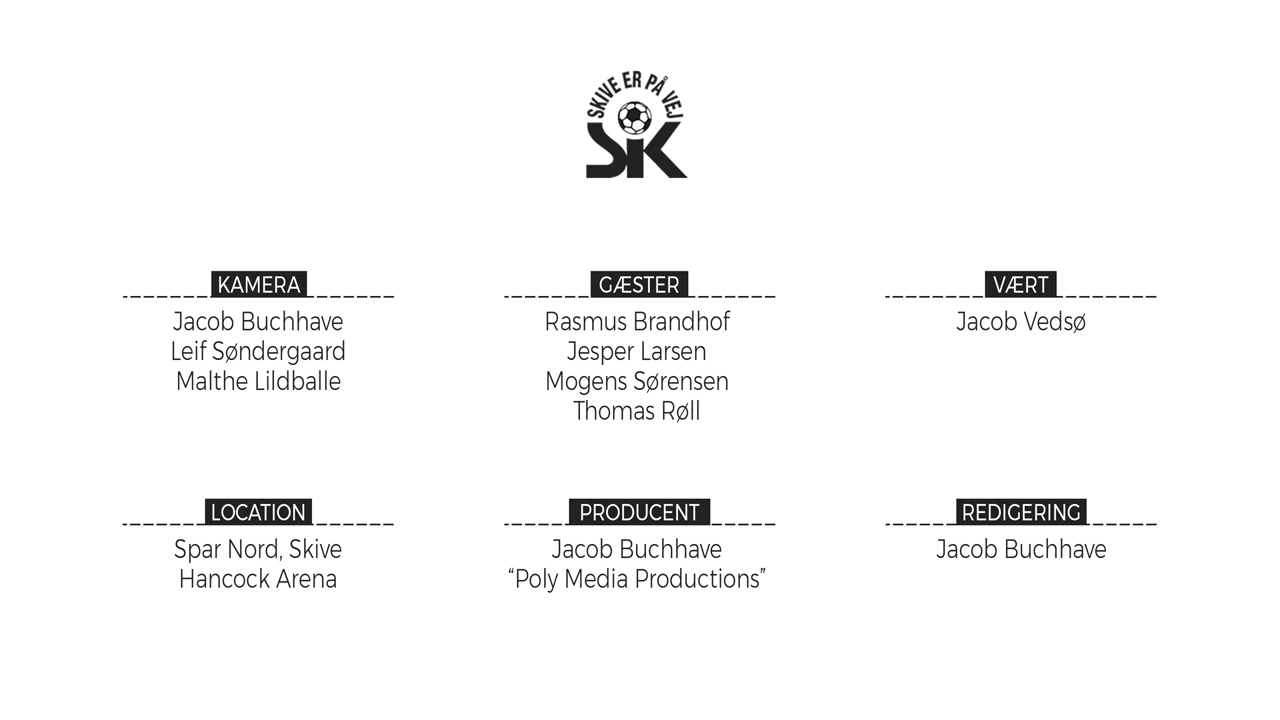 SKIVE ER PÅ VEJ
SIK
KAMERA
Jacob Buchhave
Leif Søndergaard
Malthe Lildballe
GÆSTER
Rasmus Brandhof
Jesper Larsen
Mogens Sørensen
Thomas Røll
VÆRT
Jacob Vedsø
LOCATION
Spar Nord, Skive
Hancock Arena
PRODUCENT
Jacob Buchhave
“Poly Media Productions”
REDIGERING
Jacob Buchhave